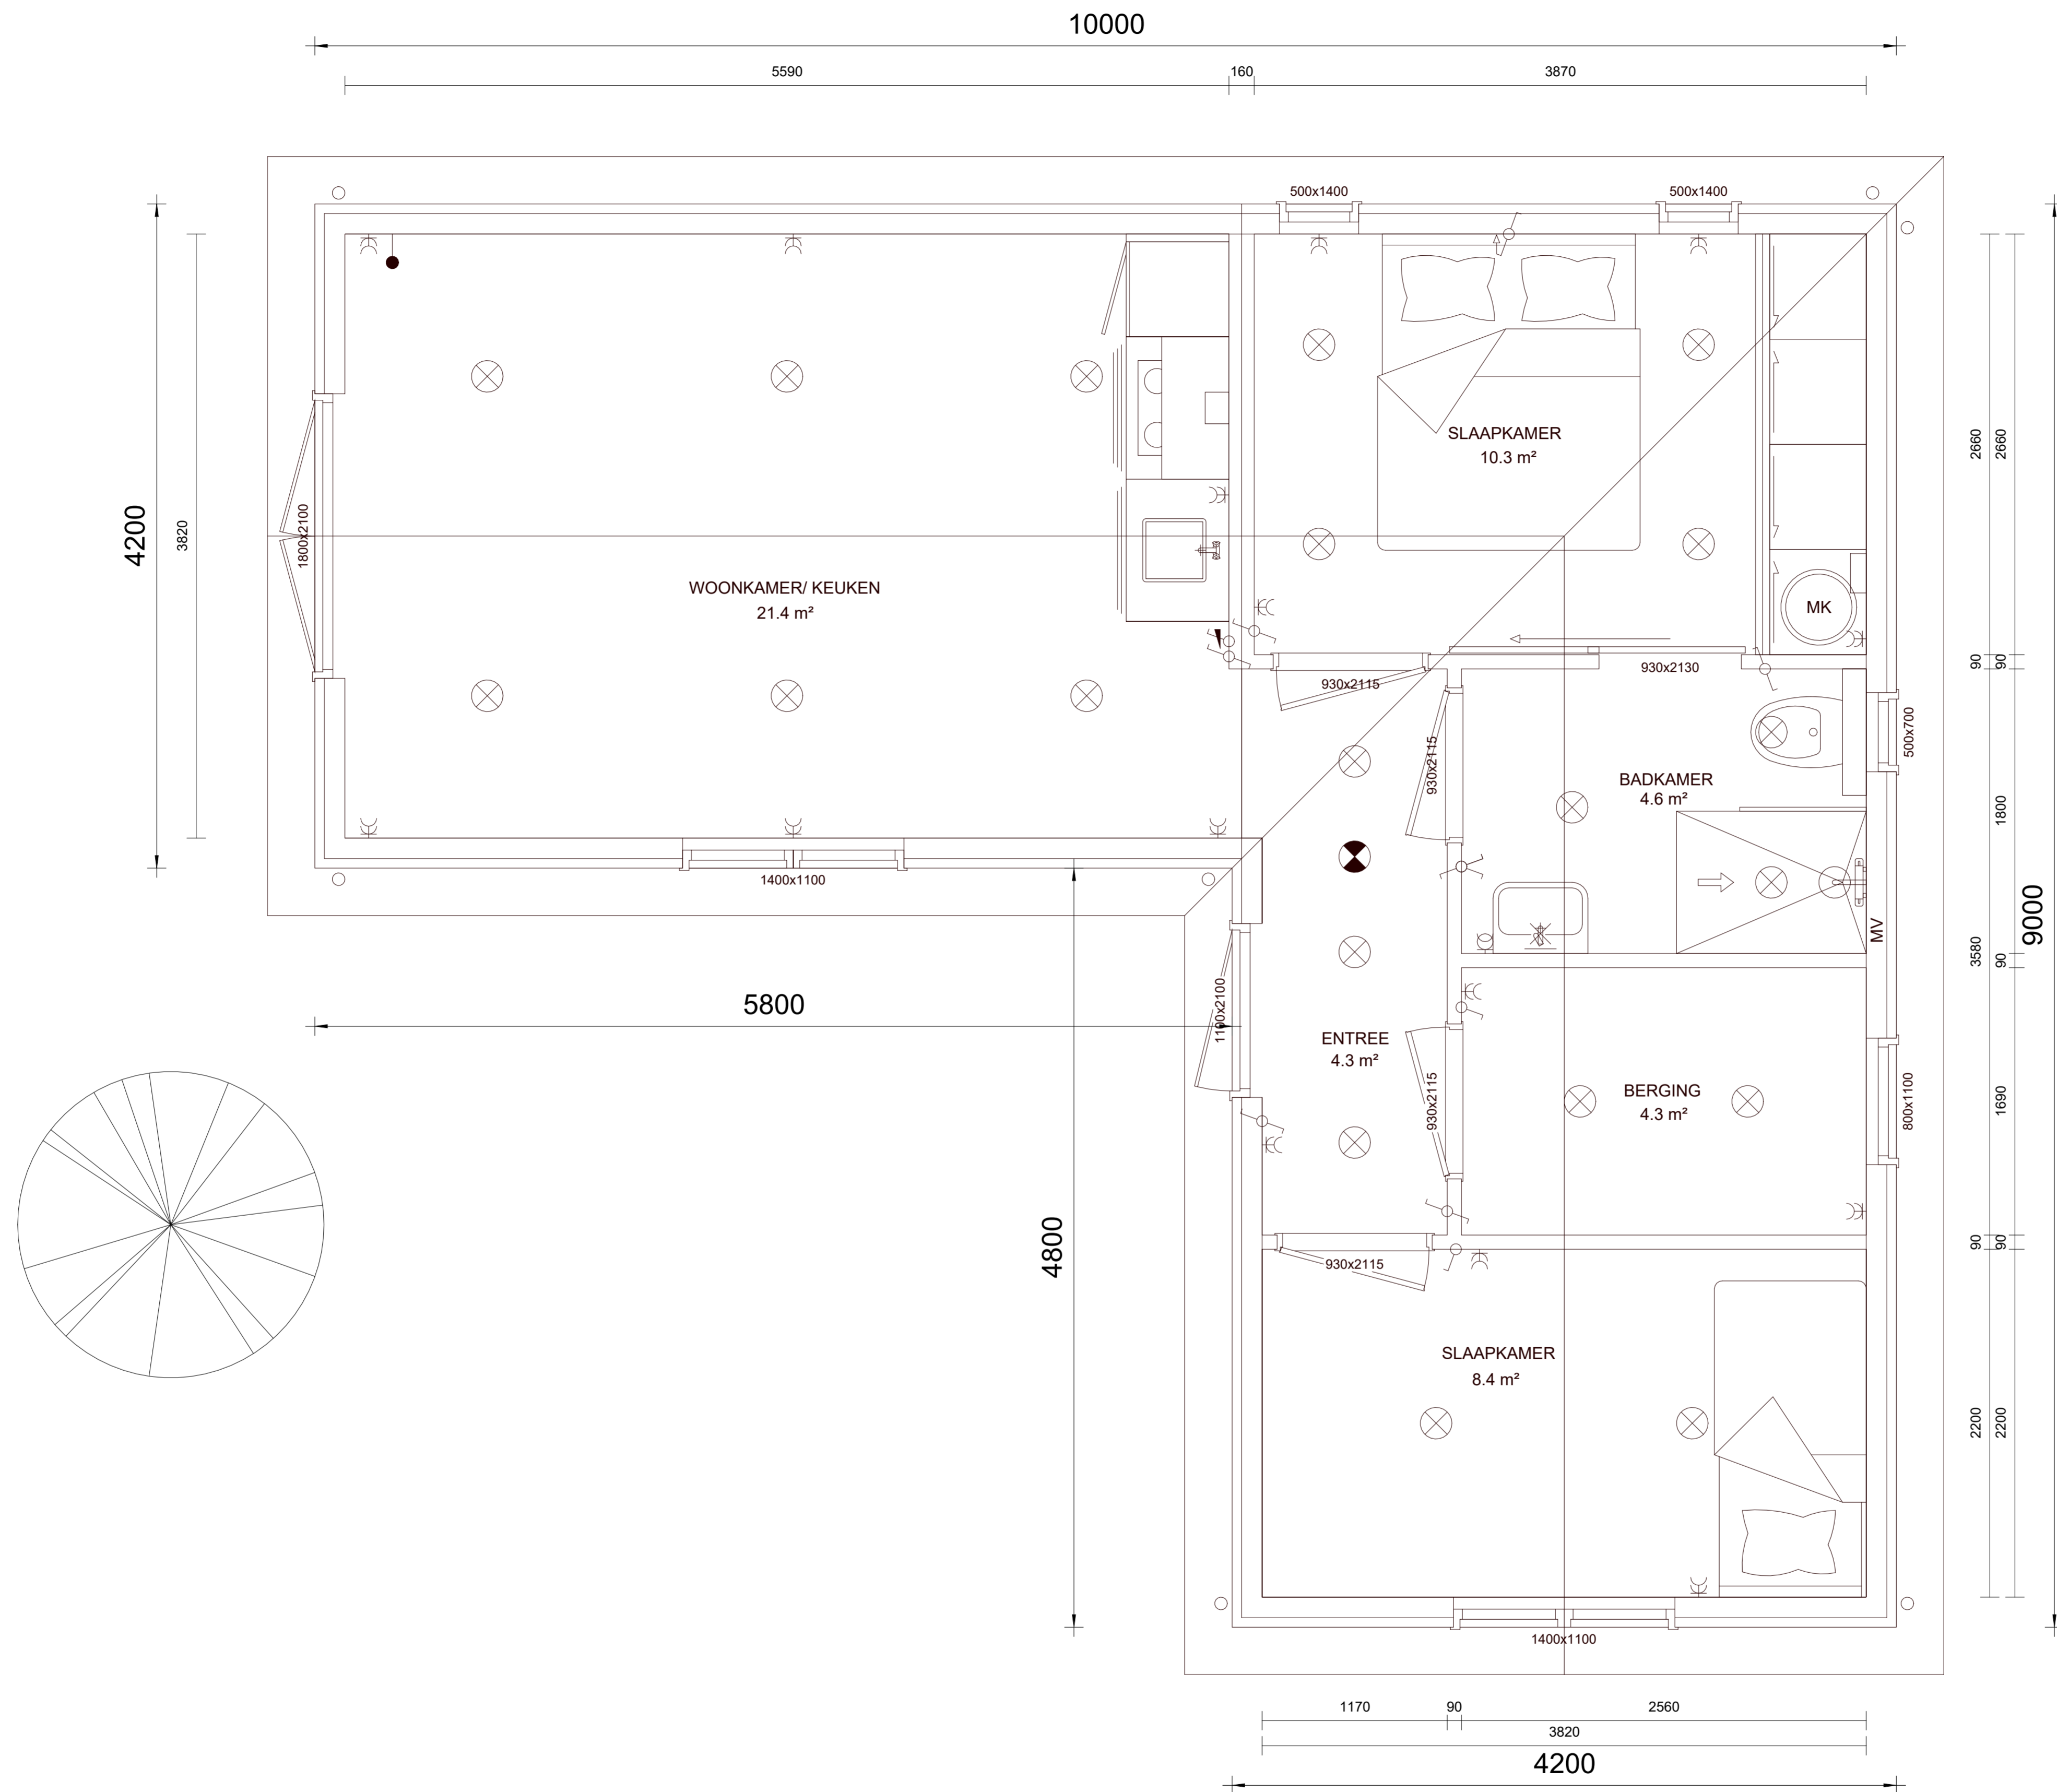 10000
5590
160
3870
500x1400
500x1400
4200
3820
1800x2100
WOONKAMER/ KEUKEN
21.4 m²
SLAAPKAMER
10.3 m²
MK
930x2115
930x2130
930x2115
500x700
BADKAMER
4.6 m²
MV
1400x1100
5800
4800
1100x2100
ENTREE
4.3 m²
930x2115
BERGING
4.3 m²
800x1100
930x2115
SLAAPKAMER
8.4 m²
1400x1100
2660
2660
90
90
1800
3580
90
1690
90
90
2200
2200
9000
1170
90
2560
3820
4200